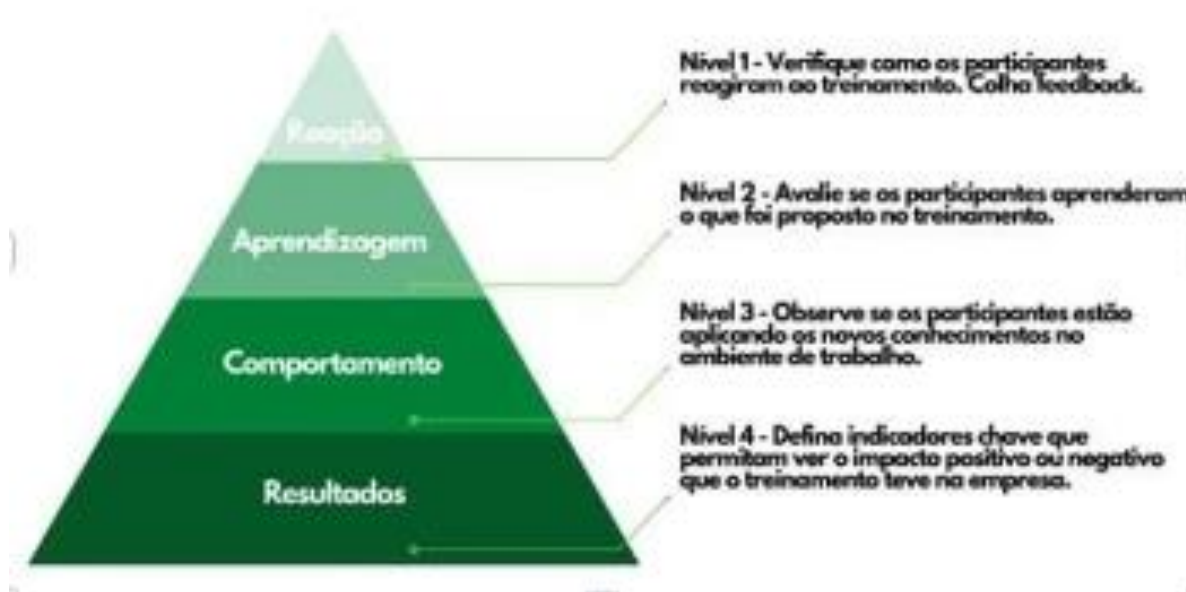 Nível 1 - Verifique como os participantes
reagiram ao treinamento. Colha feedback.
Reação
Nível 2 - Avalie se os participantes aprenderam
o que foi proposto no treinamento.
Aprendizagem
Nível 3 - Observe se os participantes estão
aplicando os novos conhecimentos no
ambiente de trabalho.
Comportamento
Nível 4 - Defina indicadores chave que
permitam ver o impacto positivo ou negativo
que o treinamento teve na empresa.
Resultados